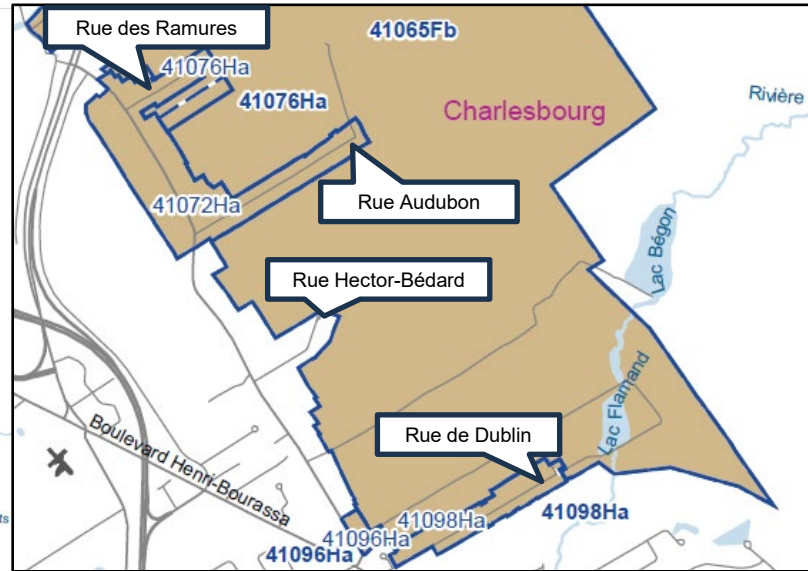 Rue des Ramures
41065Fb
41076Ha
41076Ha
Charlesbourg
Rivière
Rue Audubon
41072Ha
Lac Bégon
Rue Hector-Bédard
Lac Flamand
Boulevard Henri-Bourassa
Rue de Dublin
41098Ha
41098Ha
41096Ha
41096Ha
ts